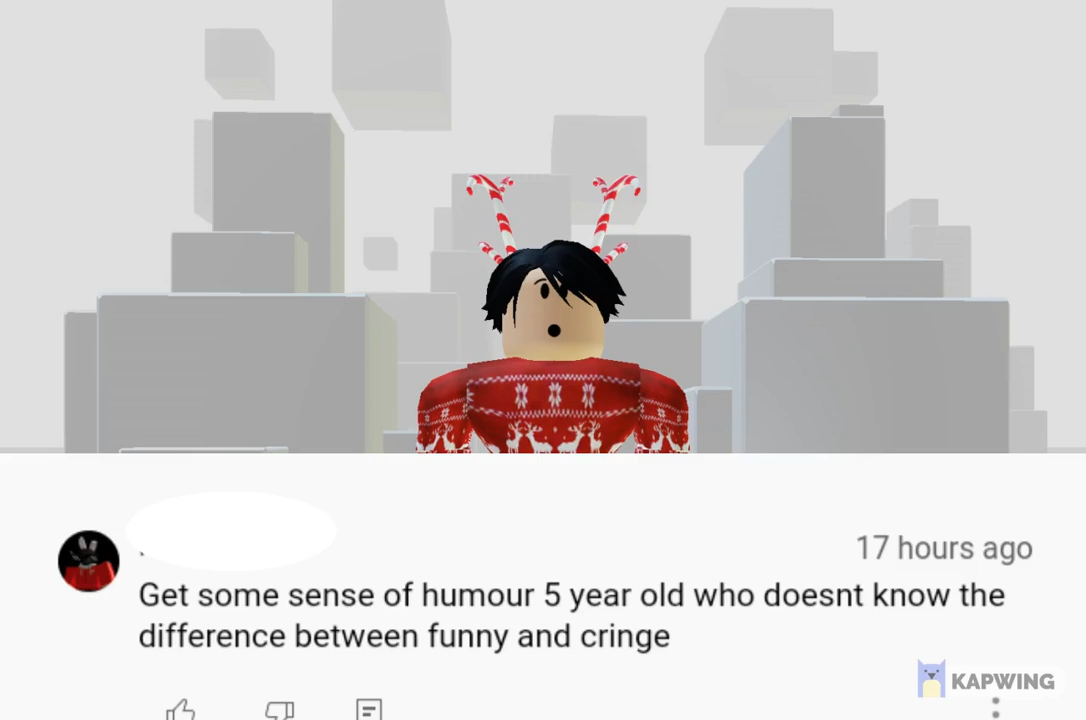 17 hours ago
Get some sense of humour 5 year old who doesnt know the
difference between funny and cringe
KAPWING